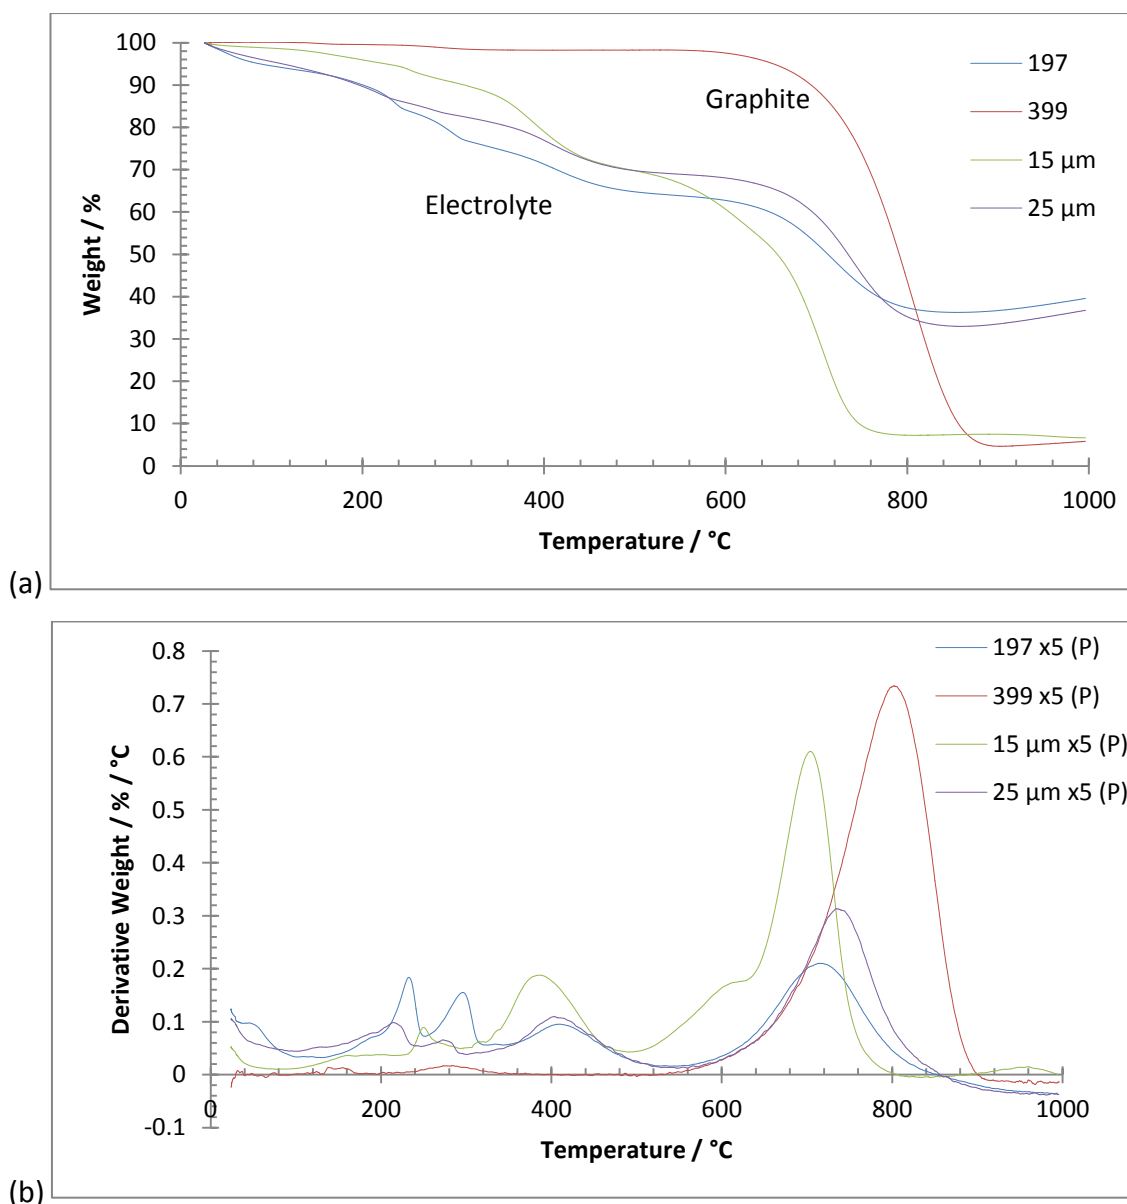 100
90
80
70
60
50
40
30
20
10
0
Weight / %
0
200
400
600
800
1000
Temperature / °C
Graphite
Electrolyte
197
399
15 µm
25 µm
(a)
0.8
0.7
0.6
0.5
0.4
0.3
0.2
0.1
0
-0.1
Derivative Weight / % / °C
0
200
400
600
800
1000
Temperature / °C
197 x5 (P)
399 x5 (P)
15 µm x5 (P)
25 µm x5 (P)
(b)